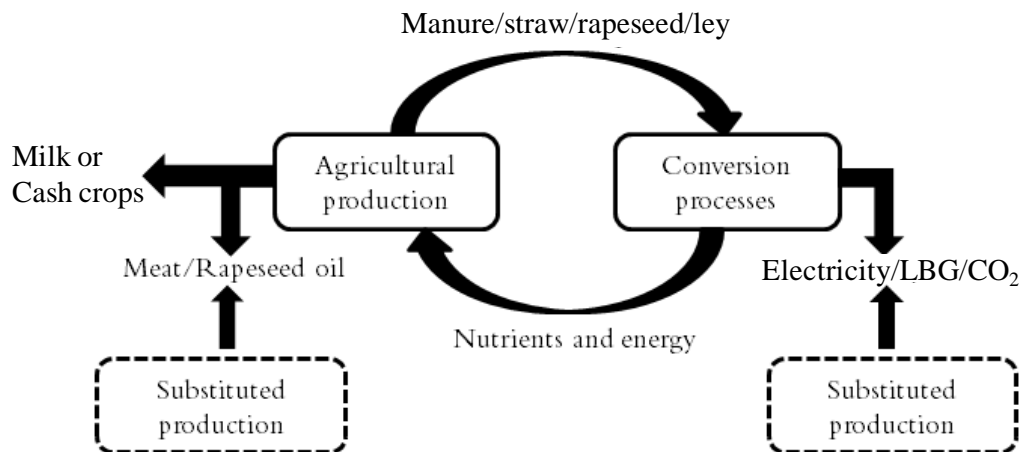 Manure/straw/rapeseed/ley
Milk or
Cash crops
Agricultural
production
Conversion
processes
Meat/Rapeseed oil
Electricity/LBG/CO₂
Nutrients and energy
Substituted
production
Substituted
production